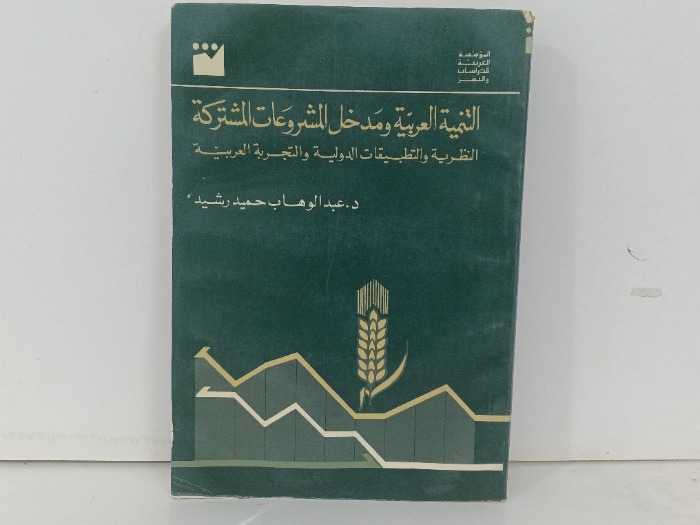 المؤسسة
العربية
للدراسات
والنشر
التنمية العربية ومدخل المشروعات المشتركة
النظرية والتطبيقات الدولية والتجربة العربية
د. عبد الوهاب حميد رشيد